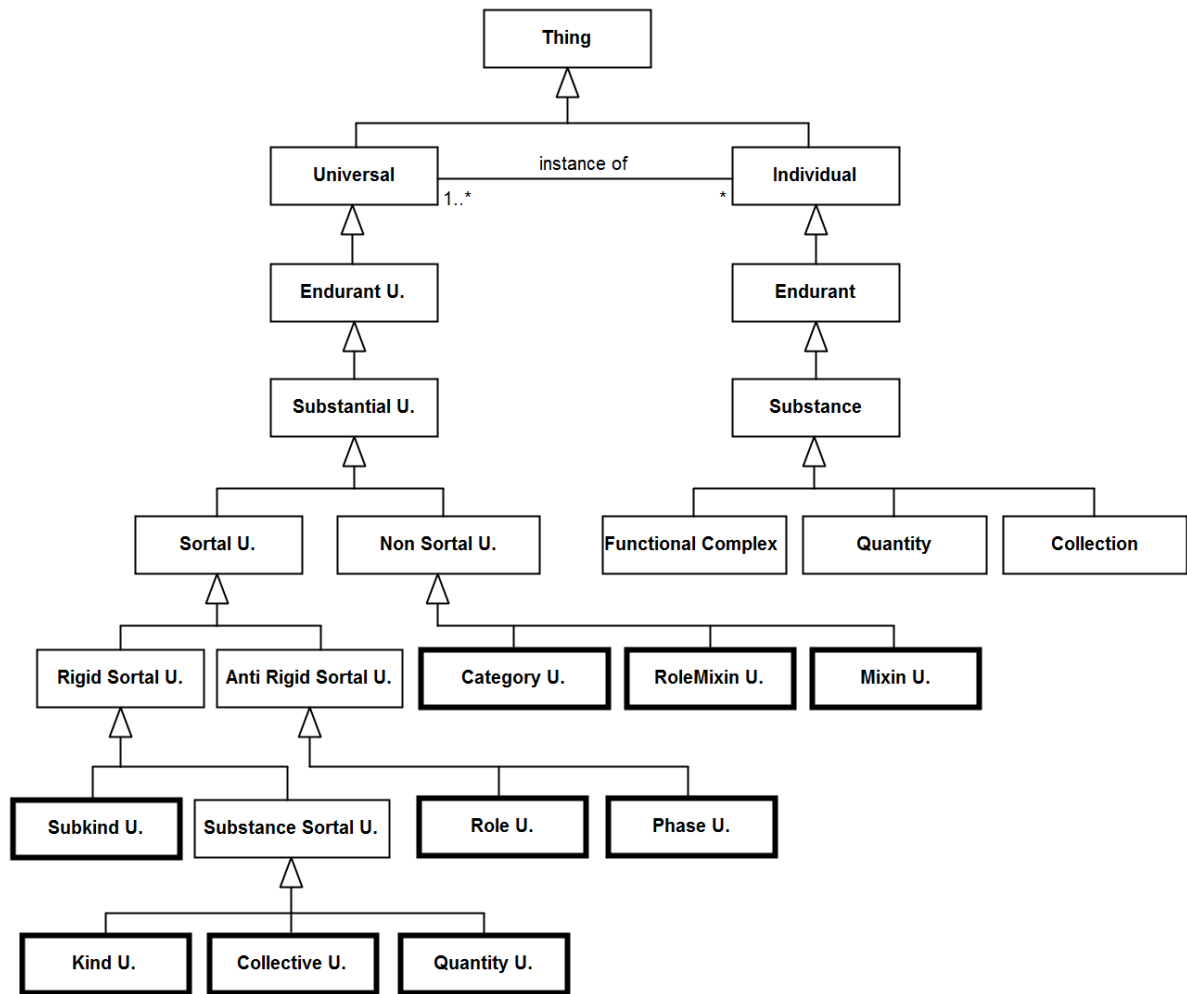 Thing
Universal
instance of
Individual
1..*
*
Endurant U.
Endurant
Substantial U.
Substance
Sortal U.
Non Sortal U.
Functional Complex
Quantity
Collection
Rigid Sortal U.
Anti Rigid Sortal U.
Category U.
RoleMixin U.
Mixin U.
Subkind U.
Substance Sortal U.
Role U.
Phase U.
Kind U.
Collective U.
Quantity U.